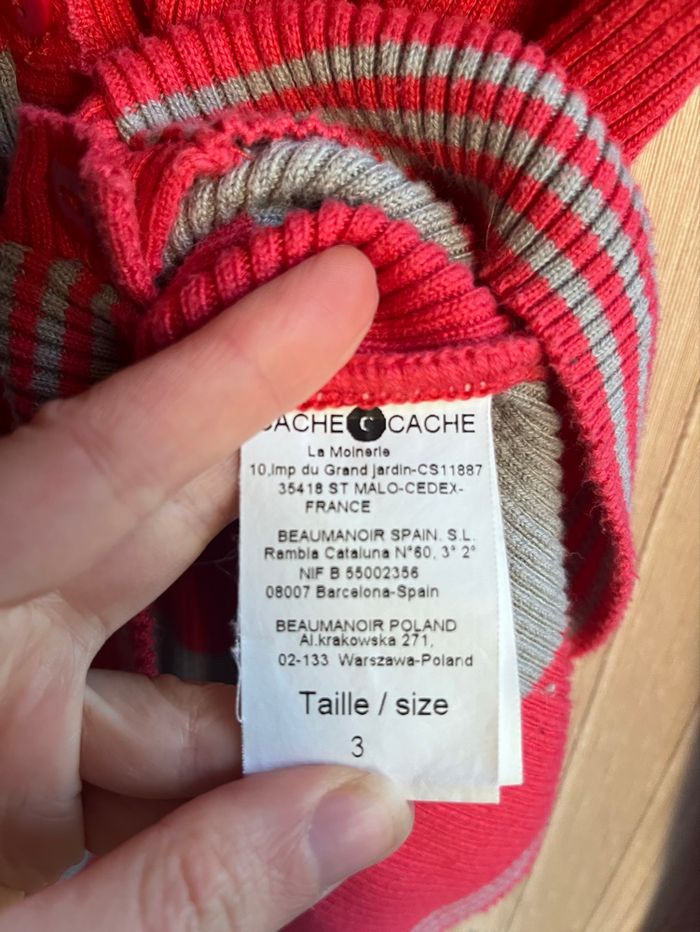 CACHE C CACHE
La Moinerie
10,Imp du Grand jardin-CS11887
35418 ST MALO-CEDEX-
FRANCE
BEAUMANOIR SPAIN. S.L.
Rambla Cataluna N°60, 3° 2°
NIF B 55002356
08007 Barcelona-Spain
BEAUMANOIR POLAND
Al.krakowska 271,
02-133 Warszawa-Poland
Taille / size
3